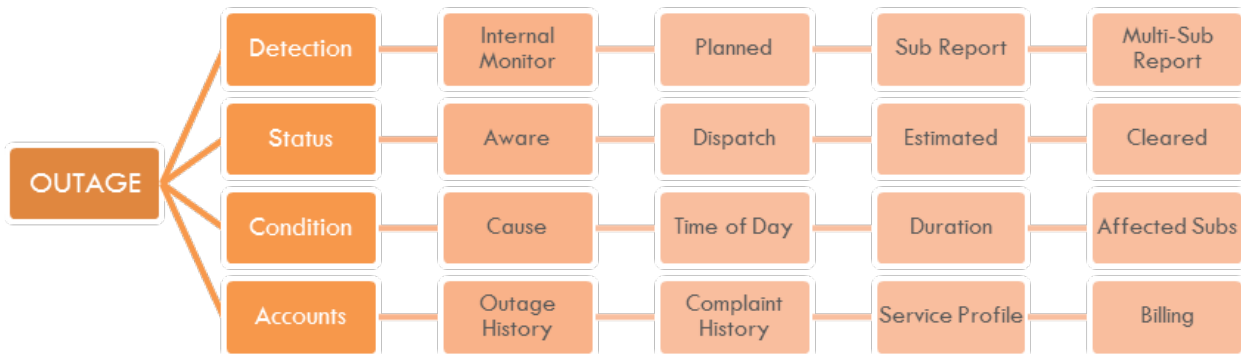 OUTAGE
Detection
Internal
Monitor
Planned
Sub Report
Multi-Sub
Report
Status
Aware
Dispatch
Estimated
Cleared
Condition
Cause
Time of Day
Duration
Affected Subs
Accounts
Outage
History
Complaint
History
Service Profile
Billing